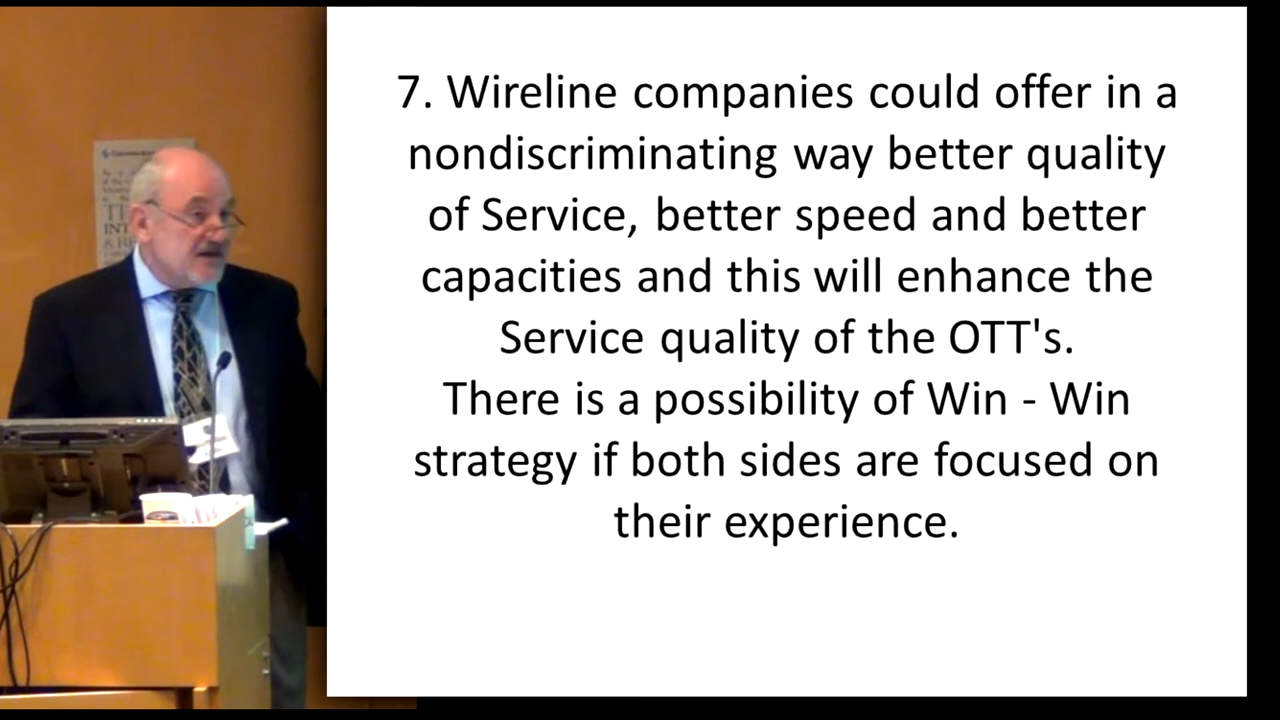 7. Wireline companies could offer in a
nondiscriminating way better quality
of Service, better speed and better
capacities and this will enhance the
Service quality of the OTT's.
There is a possibility of Win - Win
strategy if both sides are focused on
their experience.